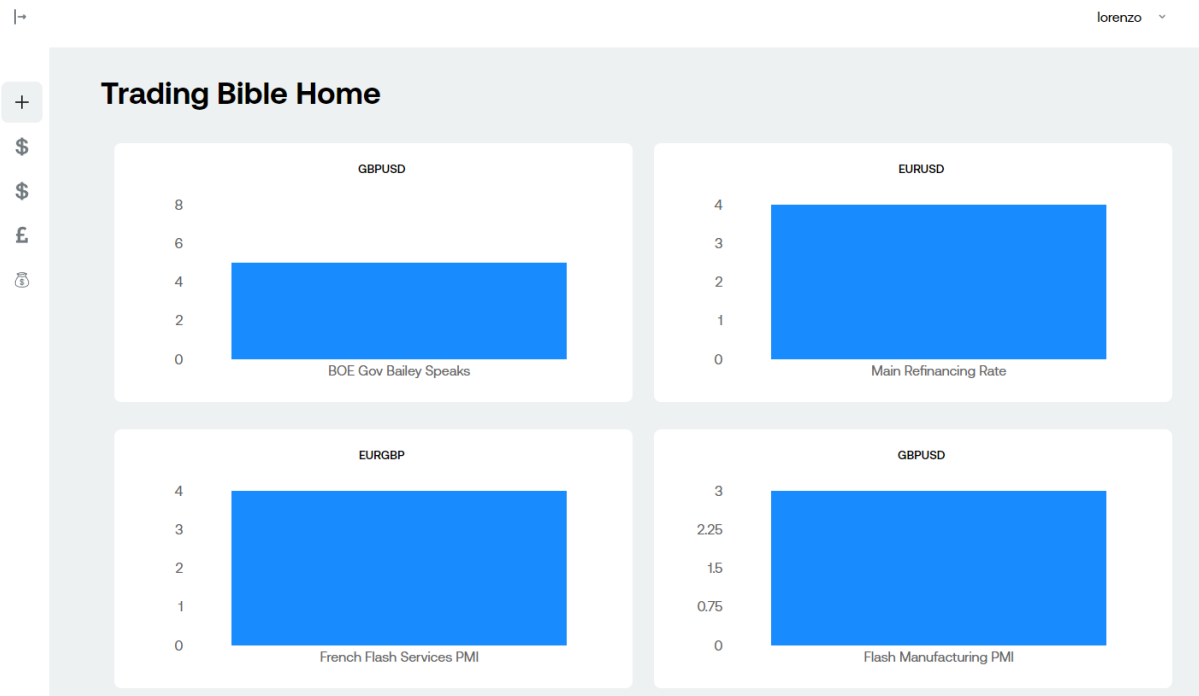 lorenzo
Trading Bible Home
GBPUSD
8
6
4
2
0
BOE Gov Bailey Speaks
EURUSD
4
3
2
1
0
Main Refinancing Rate
EURGBP
4
3
2
1
0
French Flash Services PMI
GBPUSD
3
2.25
1.5
0.75
0
Flash Manufacturing PMI